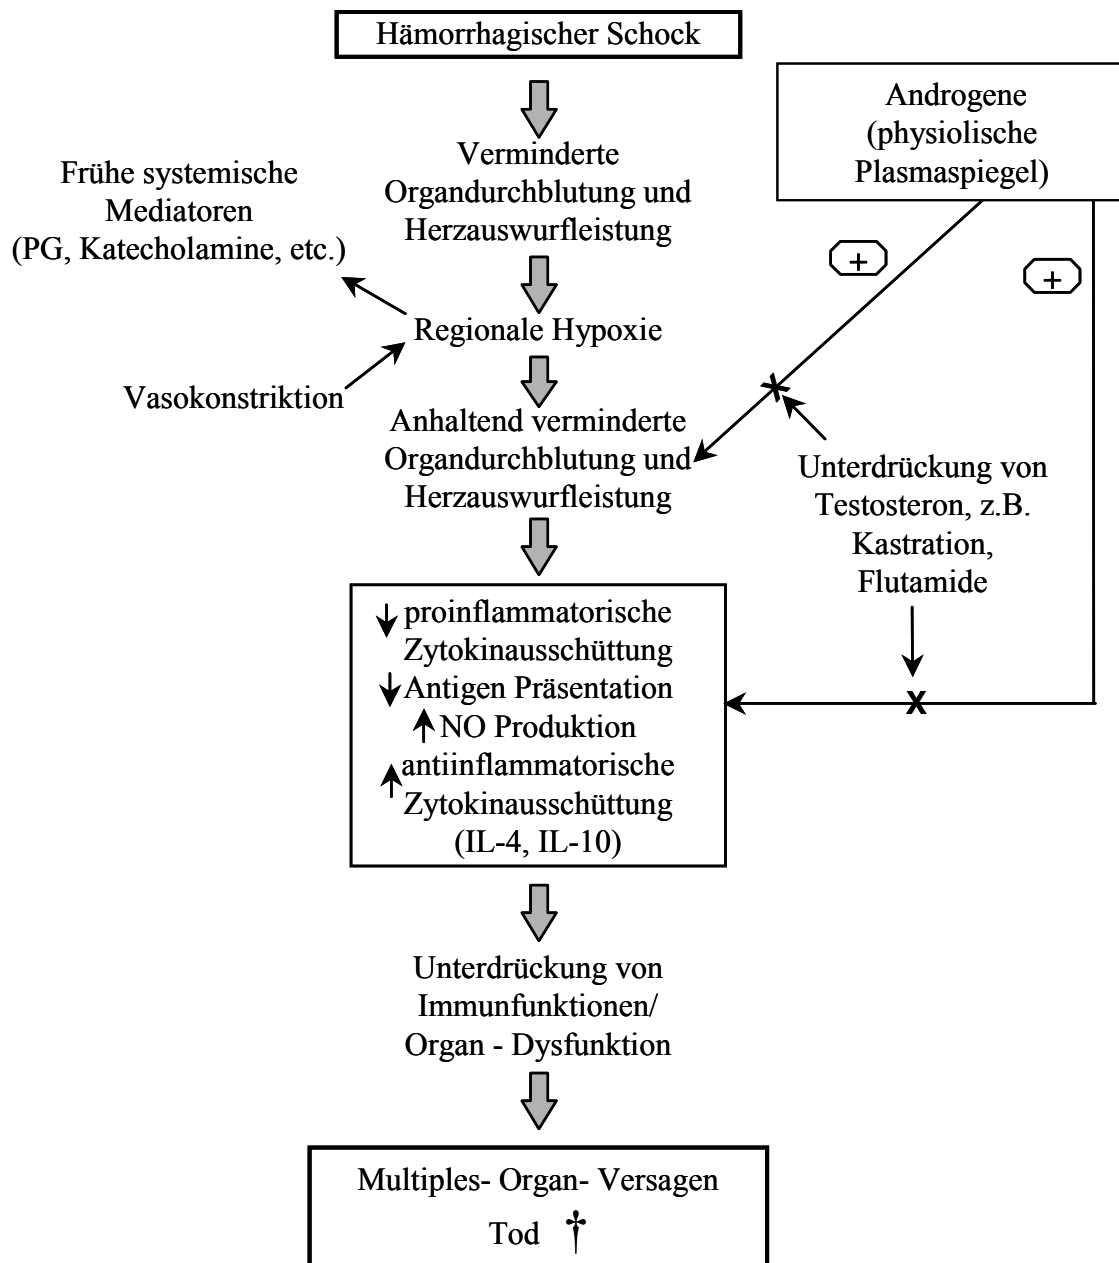 Hämorrhagischer Schock
Androgene
(physiolische
Plasmaspiegel)
Verminderte
Organdurchblutung und
Herzauswurfleistung
Frühe systemische
Mediatoren
(PG, Katecholamine, etc.)
+
+
Regionale Hypoxie
Vasokonstriktion
Anhaltend verminderte
Organdurchblutung und
Herzauswurfleistung
Unterdrückung von
Testosteron, z.B.
Kastration,
Flutamide
↓ proinflammatorische
Zytokinausschüttung
↓ Antigen Präsentation
↑ NO Produktion
↑ antiinflammatorische
Zytokinausschüttung
(IL-4, IL-10)
X
X
Unterdrückung von
Immunfunktionen/
Organ - Dysfunktion
Multiples- Organ- Versagen
Tod †